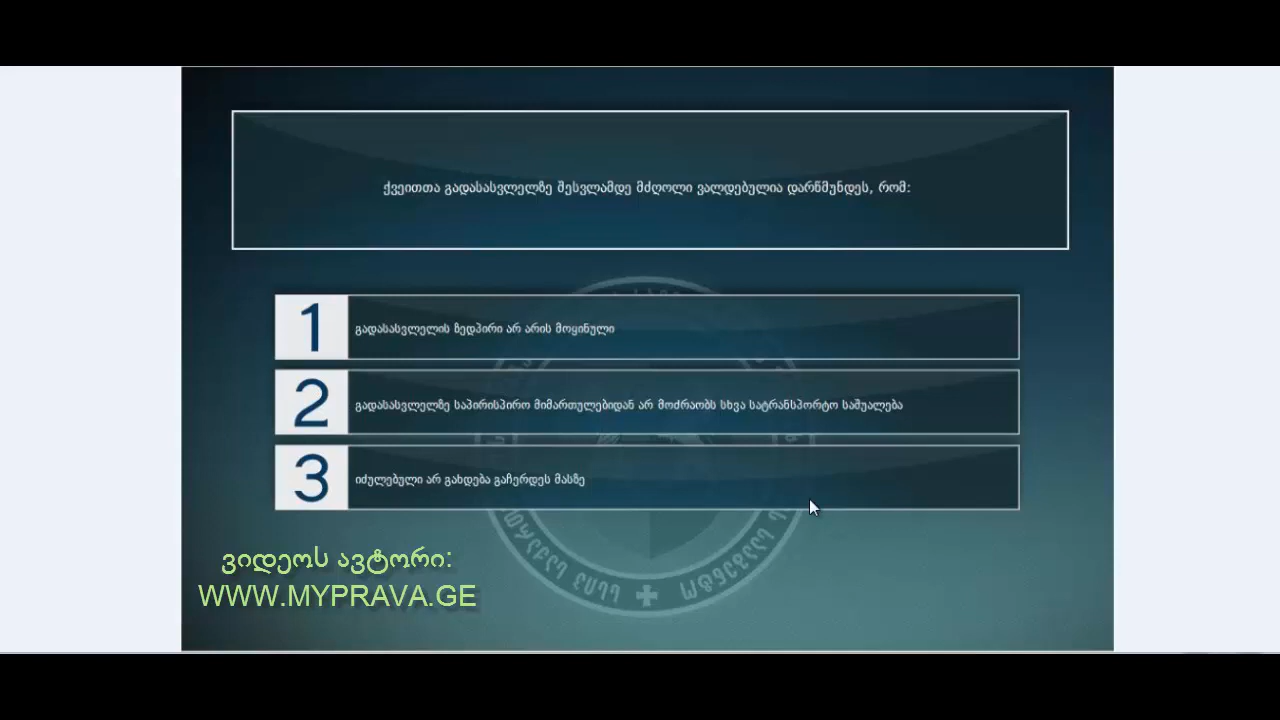 ქვეითთა გადასასვლელზე შესვლამდე მძღოლი ვალდებულია დარწმუნდეს, რომ:
1 გადასასვლელის ზედპირი არ არის მოყინული
2 გადასასვლელზე საპირისპირო მიმართულებიდან არ მოძრაობს სხვა სატრანსპორტო საშუალება
3 იძულებული არ გახდება გაჩერდეს მასზე
ვიდეოს ავტორი:
WWW.MYPRAVA.GE